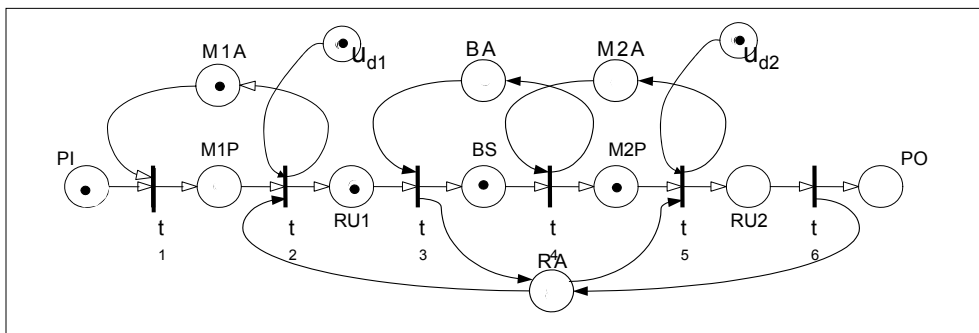 u_d1
u_d2
M1A
BA
M2A
PI
M1P
BS
M2P
PO
RU1
RU2
t
1
t
2
t
3
t
4
t
5
t
6
RA